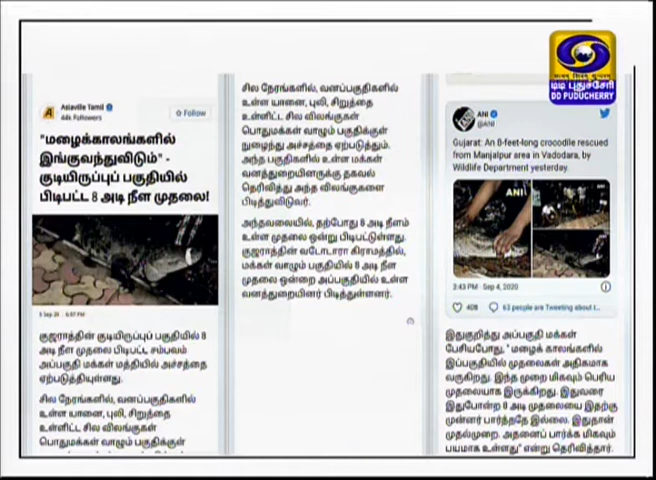 Asiaville Tamil
44k Followers
Follow
"மழைக்காலங்களில்
இங்குவந்துவிடும்" -
குடியிருப்புப் பகுதியில்
பிடிபட்ட 8 அடி நீள முதலை!
5 Sep 20 . 6:57 PM
குஜராத்தின் குடியிருப்புப் பகுதியில் 8
அடி நீள முதலை பிடிபட்ட சம்பவம்
அப்பகுதி மக்கள் மத்தியில் அச்சத்தை
ஏற்படுத்தியுள்ளது.
சில நேரங்களில், வனப்பகுதிகளில்
உள்ள யானை, புலி, சிறுத்தை
உள்ளிட்ட சில விலங்குகள்
பொதுமக்கள் வாழும் பகுதிக்குள்
சில நேரங்களில், வனப்பகுதிகளில்
உள்ள யானை, புலி, சிறுத்தை
உள்ளிட்ட சில விலங்குகள்
பொதுமக்கள் வாழும் பகுதிக்குள்
நுழைந்து அச்சத்தை ஏற்படுத்தும்.
அந்த பகுதிகளில் உள்ள மக்கள்
வனத்துறையினருக்கு தகவல்
தெரிவித்து அந்த விலங்குகளை
பிடித்துவிடுவர்.
அந்தவலையில், தற்போது 8 அடி நீளம்
உள்ள முதலை ஒன்று பிடிபட்டுள்ளது.
குஜராத்தின் வடோடரா கிராமத்தில்,
மக்கள் வாழும் பகுதியில் 8 அடி நீள
முதலை ஒன்றை அப்பகுதியில் உள்ள
வனத்துறையினர் பிடித்துள்ளனர்.
டிடி புதுச்சேரி
DD PUDUCHERRY
ANI
@ANI
Gujarat: An 8-feet-long crocodile rescued
from Manjalpur area in Vadodara, by
Wildlife Department yesterday.
ANI
3:43 PM · Sep 4, 2020
408
63 people are Tweeting about t...
இதுகுறித்து அப்பகுதி மக்கள்
பேசியபோது, " மழைக் காலங்களில்
இப்பகுதியில் முதலைகள் அதிகமாக
வருகிறது. இந்த முறை மிகவும் பெரிய
முதலையாக இருக்கிறது. இதுவரை
இதுபோன்ற 8 அடி முதலையை இதற்கு
முன்னர் பார்த்ததே இல்லை. இதுதான்
முதல்முறை. அதனைப் பார்க்க மிகவும்
பயமாக உள்ளது" என்று தெரிவித்தார்.